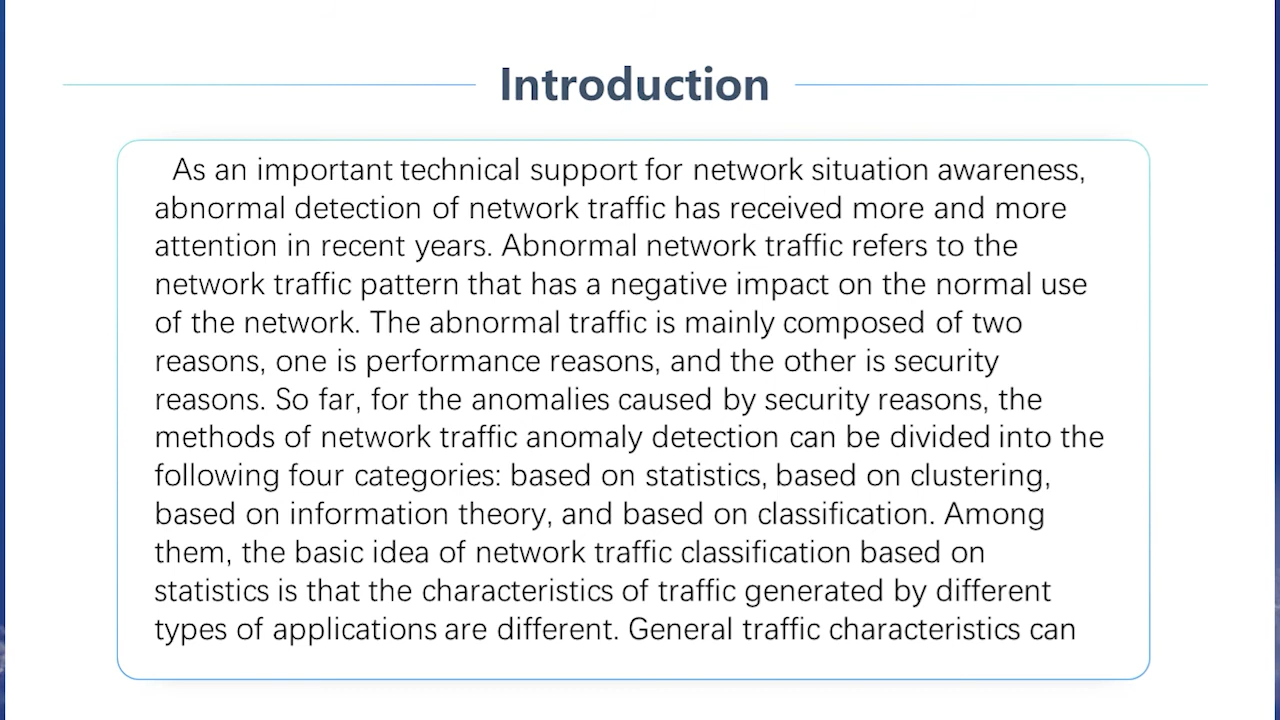 Introduction
As an important technical support for network situation awareness,
abnormal detection of network traffic has received more and more
attention in recent years. Abnormal network traffic refers to the
network traffic pattern that has a negative impact on the normal use
of the network. The abnormal traffic is mainly composed of two
reasons, one is performance reasons, and the other is security
reasons. So far, for the anomalies caused by security reasons, the
methods of network traffic anomaly detection can be divided into the
following four categories: based on statistics, based on clustering,
based on information theory, and based on classification. Among
them, the basic idea of network traffic classification based on
statistics is that the characteristics of traffic generated by different
types of applications are different. General traffic characteristics can